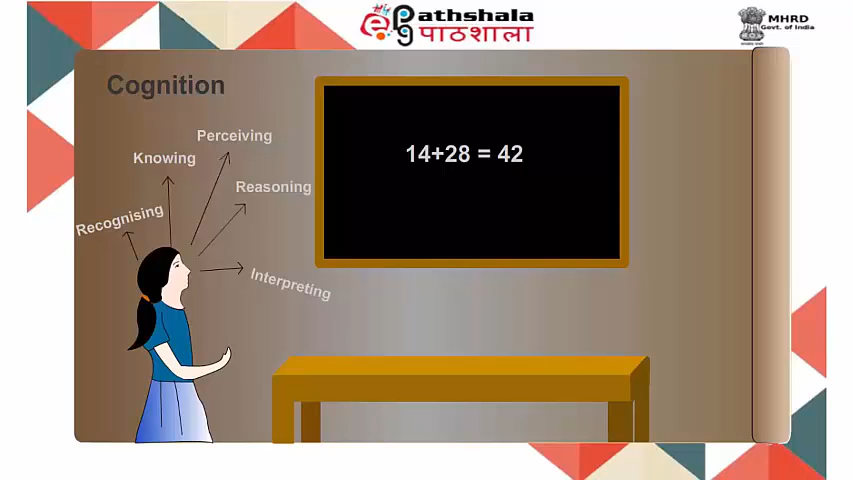 e-Pathshala
पाठशाला
MHRD
Govt. of India
Cognition
Perceiving
Knowing
Reasoning
Recognising
Interpreting
14+28 = 42